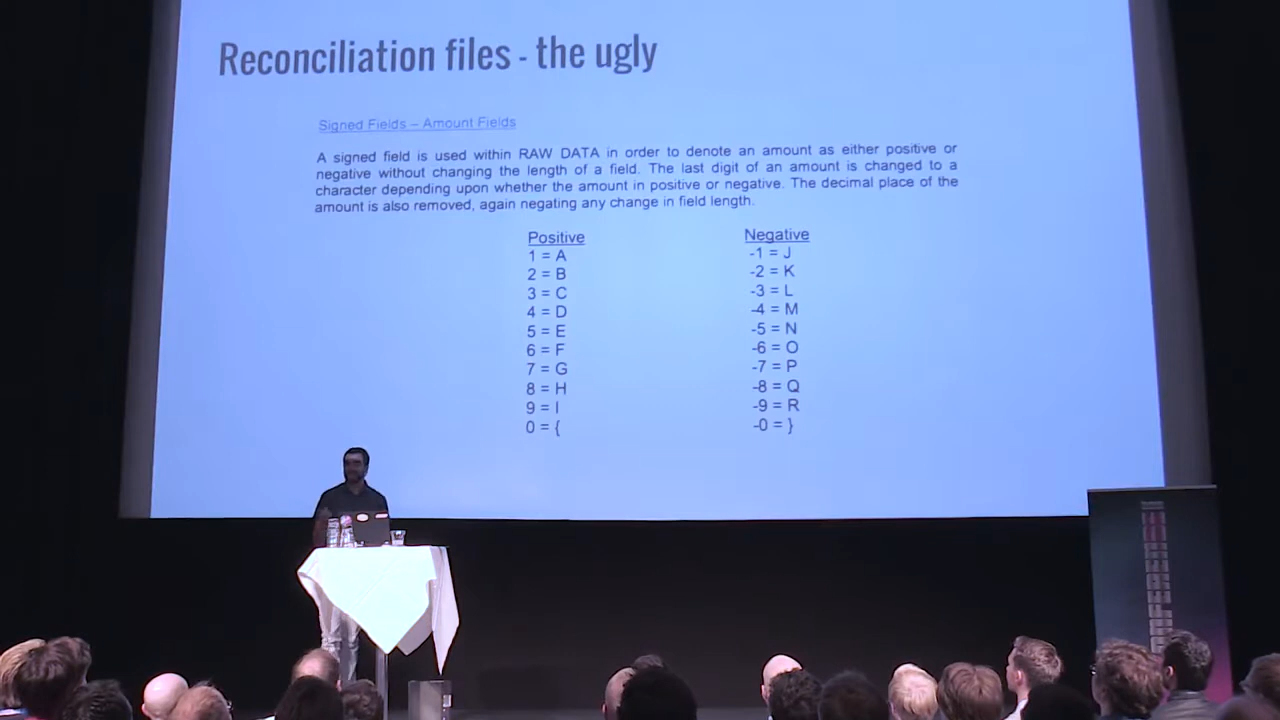 Reconciliation files - the ugly
Signed Fields – Amount Fields
A signed field is used within RAW DATA in order to denote an amount as either positive or
negative without changing the length of a field. The last digit of an amount is changed to a
character depending upon whether the amount in positive or negative. The decimal place of the
amount is also removed, again negating any change in field length.
Positive
1 = A
2 = B
3 = C
4 = D
5 = E
6 = F
7 = G
8 = H
9 = I
0 = {
Negative
-1 = J
-2 = K
-3 = L
-4 = M
-5 = N
-6 = O
-7 = P
-8 = Q
-9 = R
-0 = }